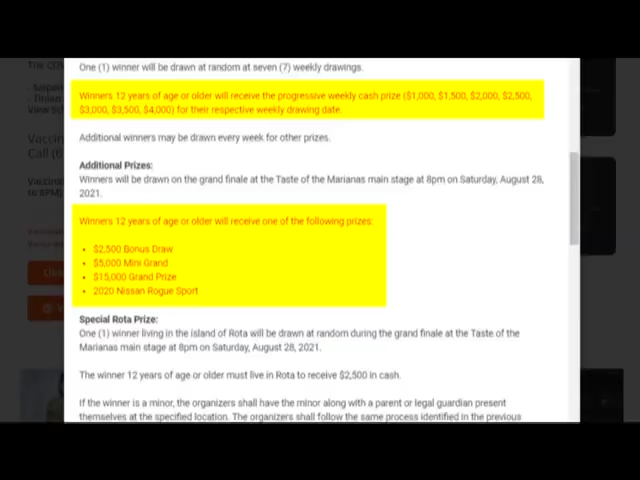 One (1) winner will be drawn at random at seven (7) weekly drawings.
Winners 12 years of age or older will receive the progressive weekly cash prize ($1,000, $1,500, $2,000, $2,500,
$3,000, $3,500, $4,000) for their respective weekly drawing date.
Additional winners may be drawn every week for other prizes.
Additional Prizes:
Winners will be drawn on the grand finale at the Taste of the Marianas main stage at 8pm on Saturday, August 28,
2021.
Winners 12 years of age or older will receive one of the following prizes:
• $2,500 Bonus Draw
• $5,000 Mini Grand
• $15,000 Grand Prize
• 2020 Nissan Rogue Sport
Special Rota Prize:
One (1) winner living in the island of Rota will be drawn at random during the grand finale at the Taste of the
Marianas main stage at 8pm on Saturday, August 28, 2021.
The winner 12 years of age or older must live in Rota to receive $2,500 in cash.
If the winner is a minor, the organizers shall have the minor along with a parent or legal guardian present
themselves at the specified location. The organizers shall follow the same process identified in the previous